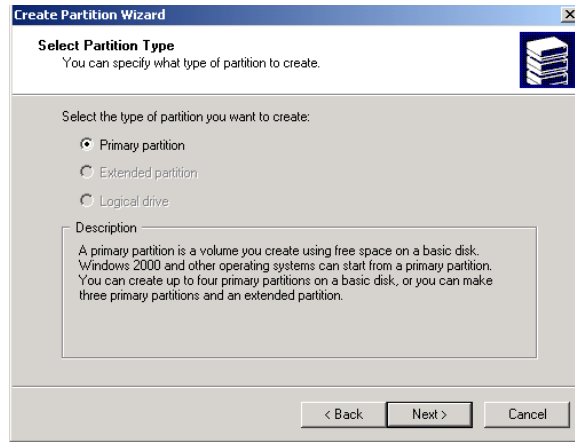 Create Partition Wizard
Select Partition Type
You can specify what type of partition to create.
Select the type of partition you want to create:
Primary partition
Extended partition
Logical drive
Description
A primary partition is a volume you create using free space on a basic disk.
Windows 2000 and other operating systems can start from a primary partition.
You can create up to four primary partitions on a basic disk, or you can make
three primary partitions and an extended partition.
< Back Next > Cancel